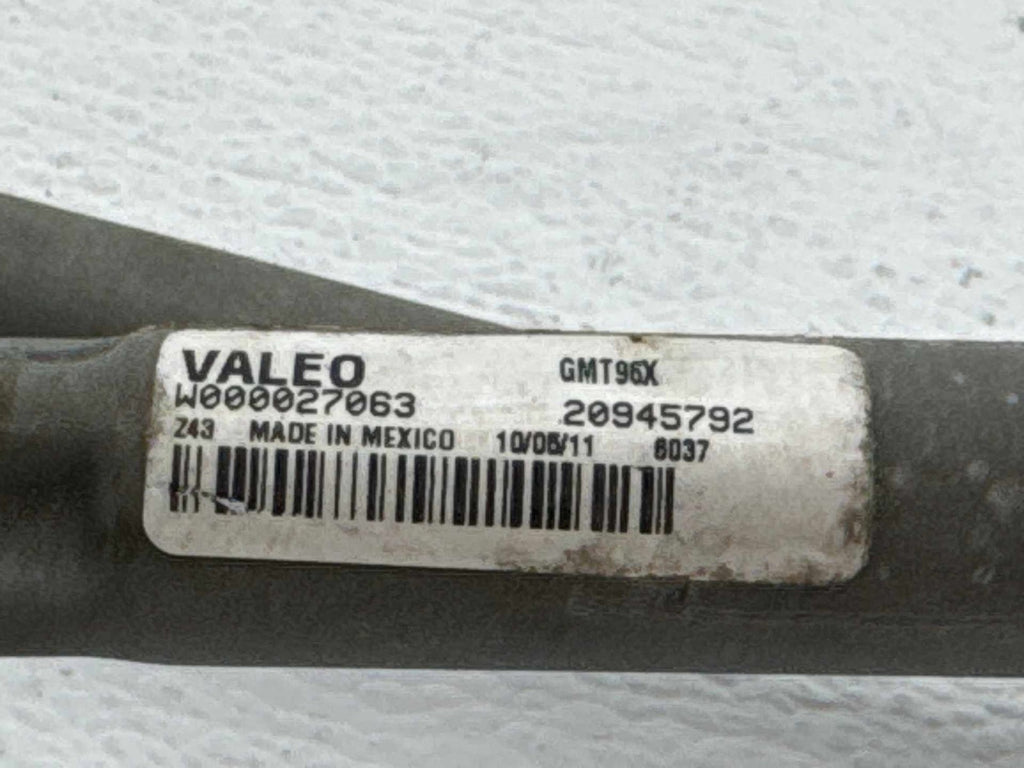 VALEO GMT96X
W000027063 20945792
Z43 MADE IN MEXICO 10/06/11 6037